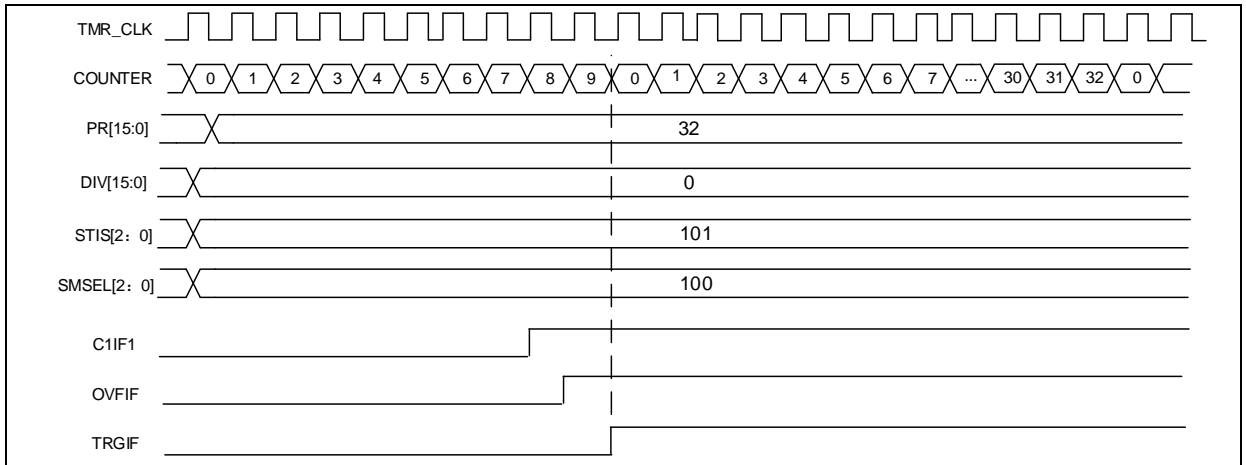 TMR_CLK
COUNTER 0 1 2 3 4 5 6 7 8 9 0 1 2 3 4 5 6 7 ... 30 31 32 0
PR[15:0] 32
DIV[15:0] 0
STIS[2：0] 101
SMSEL[2：0] 100
C1IF1
OVFIF
TRGIF